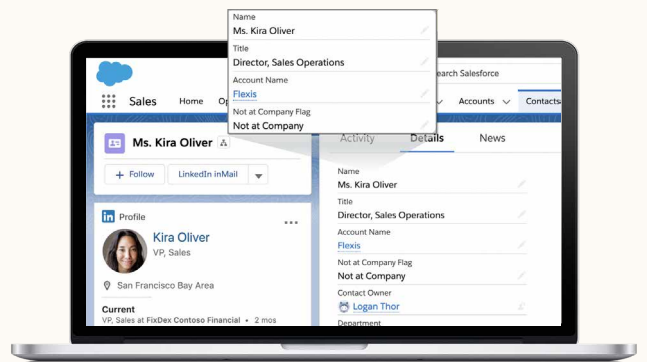 Name
Ms. Kira Oliver
Title
Director, Sales Operations
Account Name
Flexis
Not at Company Flag
Not at Company
earch Salesforce
Sales Home Op Accounts Contacts
Ms. Kira Oliver
+ Follow LinkedIn inMail
in Profile
Kira Oliver
VP, Sales
San Francisco Bay Area
Current
VP, Sales at FixDex Contoso Financial • 2 mos
Activity Details News
Name
Ms. Kira Oliver
Title
Director, Sales Operations
Account Name
Flexis
Not at Company Flag
Not at Company
Contact Owner
Logan Thor
Department